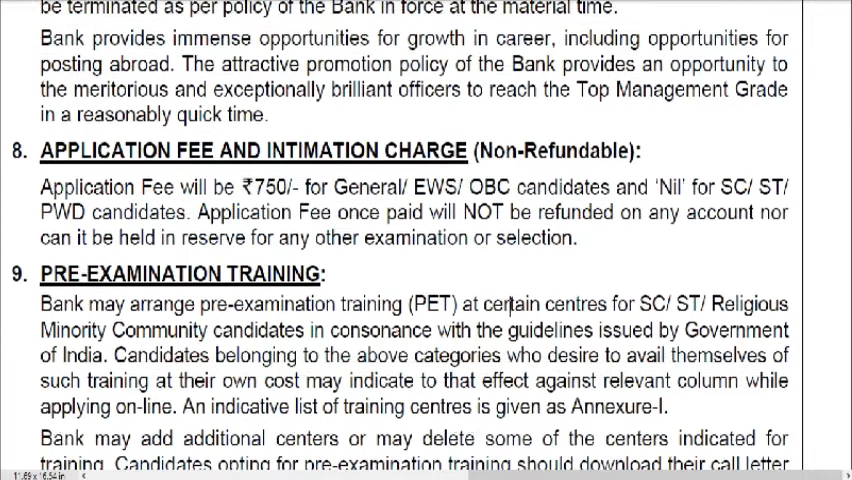 be terminated as per policy of the Bank in force at the material time.
Bank provides immense opportunities for growth in career, including opportunities for
posting abroad. The attractive promotion policy of the Bank provides an opportunity to
the meritorious and exceptionally brilliant officers to reach the Top Management Grade
in a reasonably quick time.
8. APPLICATION FEE AND INTIMATION CHARGE (Non-Refundable):
Application Fee will be ₹750/- for General/ EWS/ OBC candidates and ‘Nil’ for SC/ ST/
PWD candidates. Application Fee once paid will NOT be refunded on any account nor
can it be held in reserve for any other examination or selection.
9. PRE-EXAMINATION TRAINING:
Bank may arrange pre-examination training (PET) at certain centres for SC/ ST/ Religious
Minority Community candidates in consonance with the guidelines issued by Government
of India. Candidates belonging to the above categories who desire to avail themselves of
such training at their own cost may indicate to that effect against relevant column while
applying on-line. An indicative list of training centres is given as Annexure-I.
Bank may add additional centers or may delete some of the centers indicated for
training. Candidates opting for pre-examination training should download their call letter
11.69 x 16.54 in